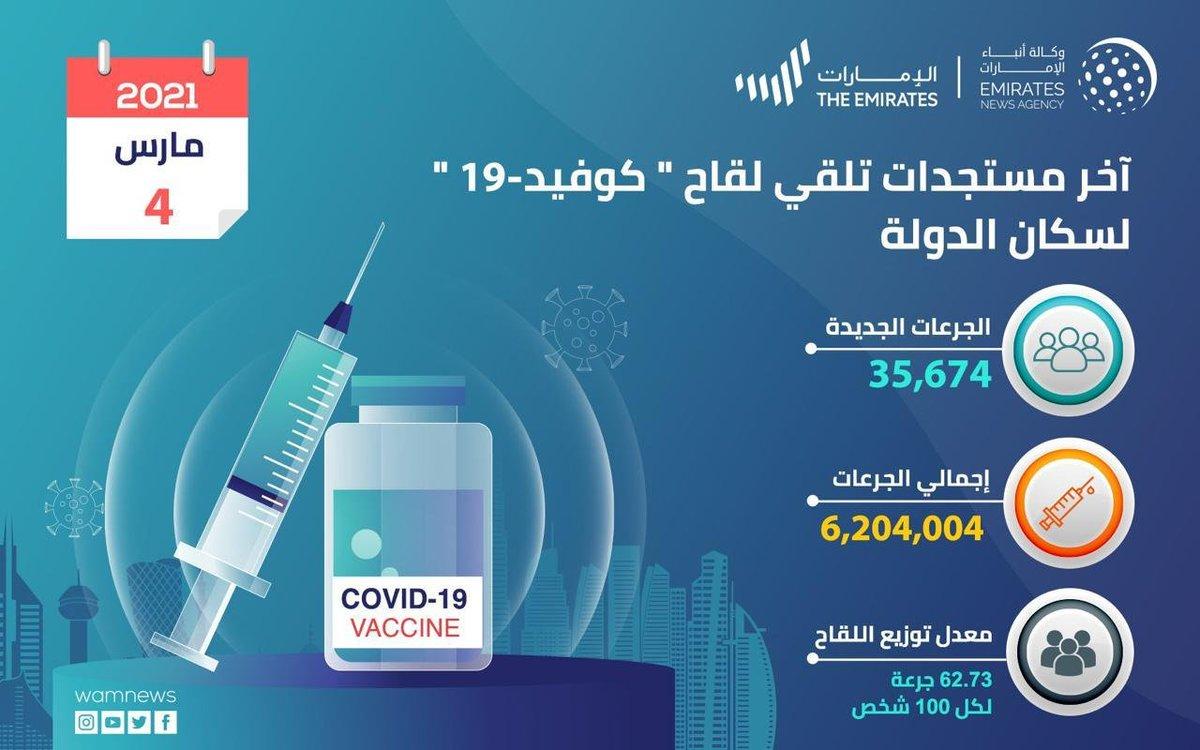 2021
مارس
4
الإمارات
THE EMIRATES
وكالة أنباء
الإمارات
EMIRATES
NEWS AGENCY
آخر مستجدات تلقي لقاح " كوفيد-19 "
لسكان الدولة
الجرعات الجديدة
35,674
إجمالي الجرعات
6,204,004
معدل توزيع اللقاح
62.73 جرعة
لكل 100 شخص
COVID-19
VACCINE
wamnews